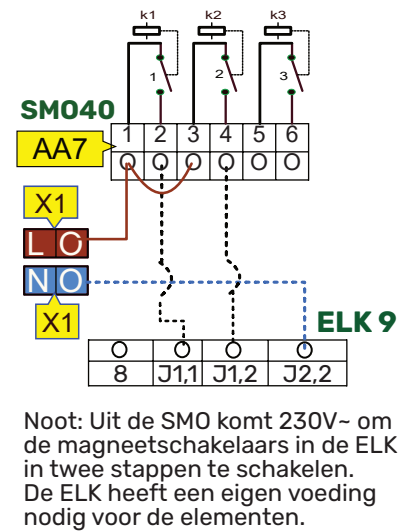 k1 k2 k3
1 2 3
SMO40
1 2 3 4 5 6
AA7
X1
L
N
X1
ELK 9
8 J1,1 J1,2 J2,2
Noot: Uit de SMO komt 230V~ om
de magneetschakelaars in de ELK
in twee stappen te schakelen.
De ELK heeft een eigen voeding
nodig voor de elementen.